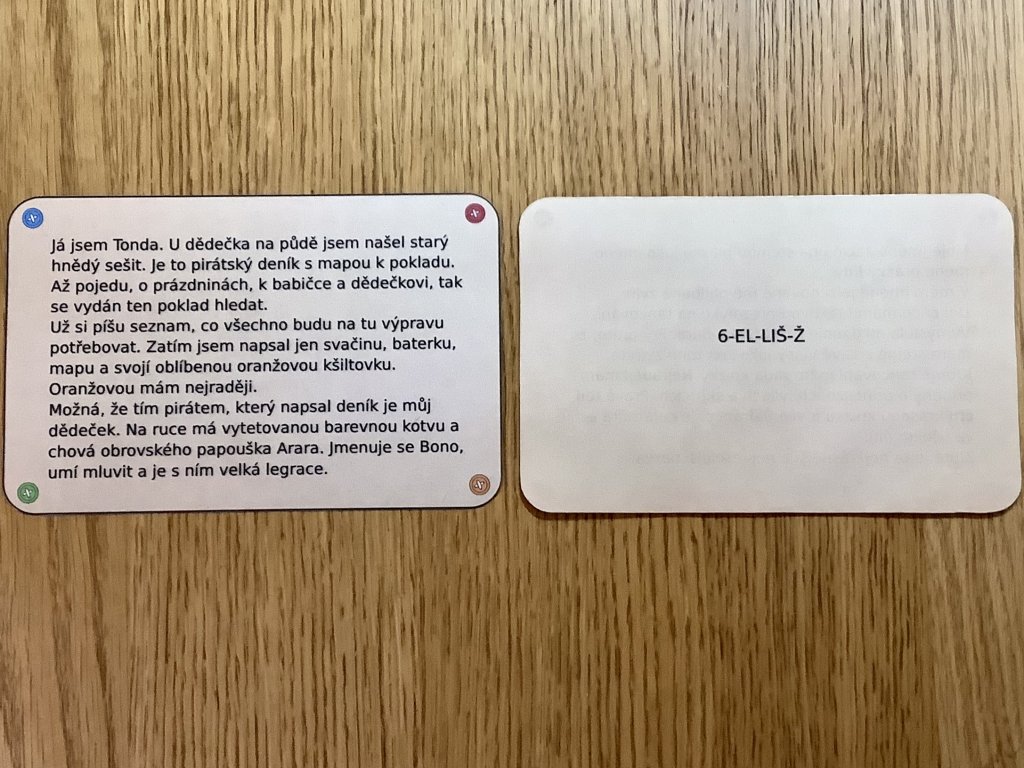 Já jsem Tonda. U dědečka na půdě jsem našel starý
hnědý sešit. Je to pirátský deník s mapou k pokladu.
Až pojedu, o prázdninách, k babičce a dědečkovi, tak
se vydán ten poklad hledat.
Už si píšu seznam, co všechno budu na tu výpravu
potřebovat. Zatím jsem napsal jen svačinu, baterku,
mapu a svojí oblíbenou oranžovou kšiltovku.
Oranžovou mám nejraději.
Možná, že tím pirátem, který napsal deník je můj
dědeček. Na ruce má vytetovanou barevnou kotvu a
chová obrovského papouška Arara. Jmenuje se Bono,
umí mluvit a je s ním velká legrace.
6-EL-LIŠ-Ž